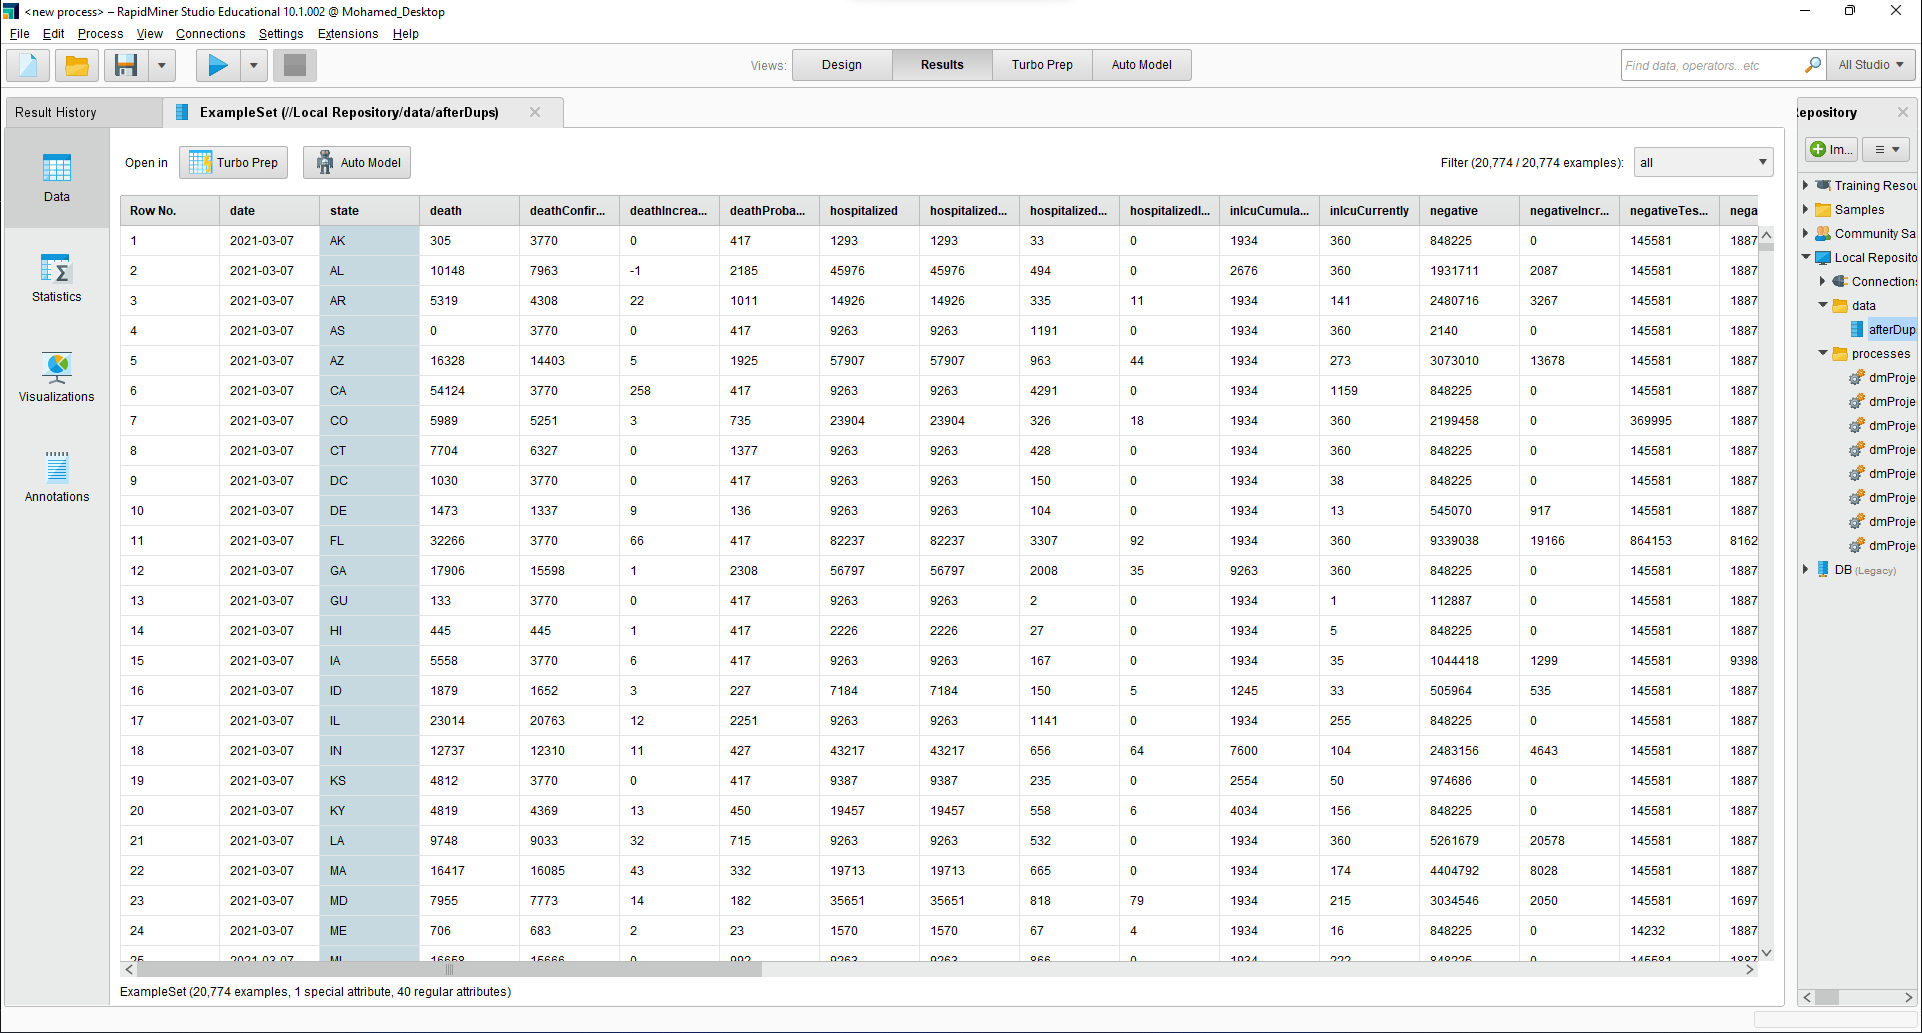 <new process> – RapidMiner Studio Educational 10.1.002 @ Mohamed_Desktop
File Edit Process View Connections Settings Extensions Help
Views: Design Results Turbo Prep Auto Model Find data, operators...etc All Studio
Result History ExampleSet (//Local Repository/data/afterDups) epository
Open in Turbo Prep Auto Model Filter (20,774 / 20,774 examples): all Im...
Data
Statistics
Visualizations
Annotations
Row No. date state death deathConfir... deathIncrea... deathProba... hospitalized hospitalized... hospitalized... hospitalizedI... inIcuCumula... inIcuCurrently negative negativeIncr... negativeTes... nega
1 2021-03-07 AK 305 3770 0 417 1293 1293 33 0 1934 360 848225 0 145581 1887
2 2021-03-07 AL 10148 7963 -1 2185 45976 45976 494 0 2676 360 1931711 2087 145581 1887
3 2021-03-07 AR 5319 4308 22 1011 14926 14926 335 11 1934 141 2480716 3267 145581 1887
4 2021-03-07 AS 0 3770 0 417 9263 9263 1191 0 1934 360 2140 0 145581 1887
5 2021-03-07 AZ 16328 14403 5 1925 57907 57907 963 44 1934 273 3073010 13678 145581 1887
6 2021-03-07 CA 54124 3770 258 417 9263 9263 4291 0 1934 1159 848225 0 145581 1887
7 2021-03-07 CO 5989 5251 3 735 23904 23904 326 18 1934 360 2199458 0 369995 1887
8 2021-03-07 CT 7704 6327 0 1377 9263 9263 428 0 1934 360 848225 0 145581 1887
9 2021-03-07 DC 1030 3770 0 417 9263 9263 150 0 1934 38 848225 0 145581 1887
10 2021-03-07 DE 1473 1337 9 136 9263 9263 104 0 1934 13 545070 917 145581 1887
11 2021-03-07 FL 32266 3770 66 417 82237 82237 3307 92 1934 360 9339038 19166 864153 8162
12 2021-03-07 GA 17906 15598 1 2308 56797 56797 2008 35 9263 360 848225 0 145581 1887
13 2021-03-07 GU 133 3770 0 417 9263 9263 2 0 1934 1 112887 0 145581 1887
14 2021-03-07 HI 445 445 1 417 2226 2226 27 0 1934 5 848225 0 145581 1887
15 2021-03-07 IA 5558 3770 6 417 9263 9263 167 0 1934 35 1044418 1299 145581 9398
16 2021-03-07 ID 1879 1652 3 227 7184 7184 150 5 1245 33 505964 535 145581 1887
17 2021-03-07 IL 23014 20763 12 2251 9263 9263 1141 0 1934 255 848225 0 145581 1887
18 2021-03-07 IN 12737 12310 11 427 43217 43217 656 64 7600 104 2483156 4643 145581 1887
19 2021-03-07 KS 4812 3770 0 417 9387 9387 235 0 2554 50 974686 0 145581 1887
20 2021-03-07 KY 4819 4369 13 450 19457 19457 558 6 4034 156 848225 0 145581 1887
21 2021-03-07 LA 9748 9033 32 715 9263 9263 532 0 1934 360 5261679 20578 145581 1887
22 2021-03-07 MA 16417 16085 43 332 19713 19713 665 0 1934 174 4404792 8028 145581 1887
23 2021-03-07 MD 7955 7773 14 182 35651 35651 818 79 1934 215 3034546 2050 145581 1697
24 2021-03-07 ME 706 683 2 23 1570 1570 67 4 1934 16 848225 0 14232 1887
25 2021-03-07 MI 16658 15666 0 992 9263 9263 866 0 1934 222 848225 0 145581 1887
ExampleSet (20,774 examples, 1 special attribute, 40 regular attributes)
Training Resou
Samples
Community Sa
Local Reposito
Connections
data
afterDup
processes
dmProje
dmProje
dmProje
dmProje
dmProje
dmProje
dmProje
dmProje
DB (Legacy)